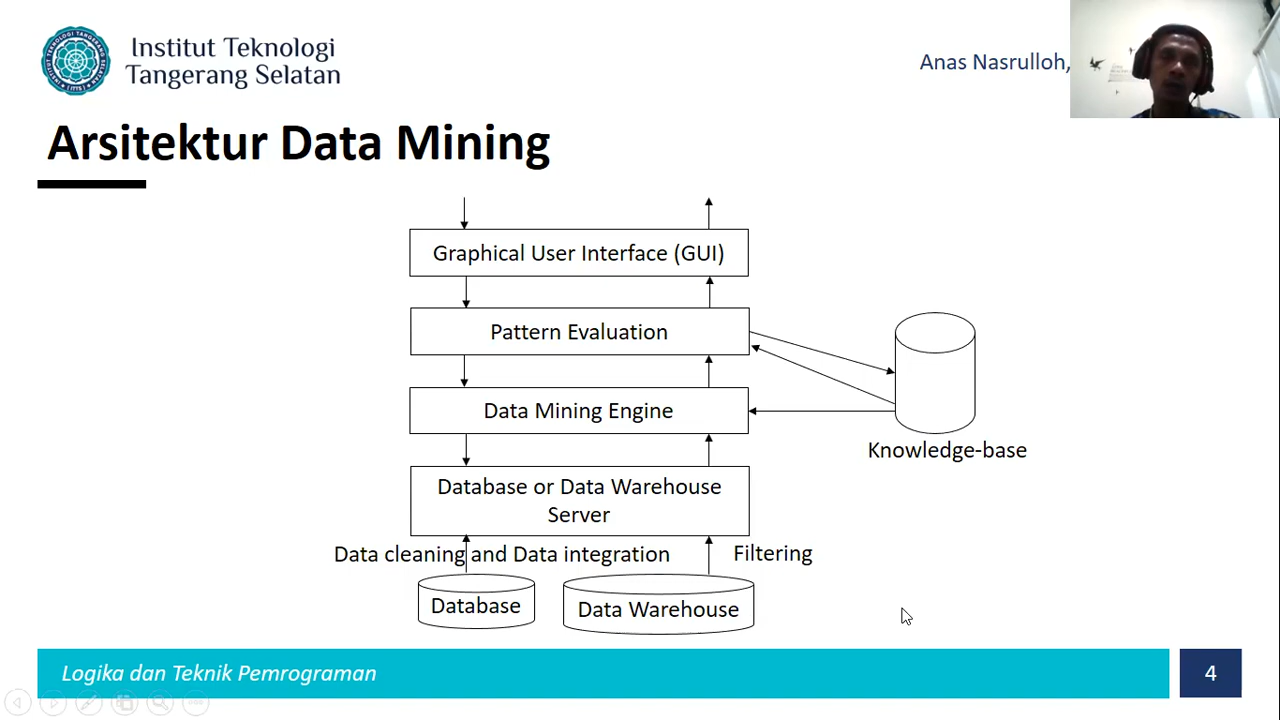 Institut Teknologi
Tangerang Selatan
Anas Nasrulloh,
Arsitektur Data Mining
Graphical User Interface (GUI)
Pattern Evaluation
Data Mining Engine
Knowledge-base
Database or Data Warehouse
Server
Data cleaning and Data integration
Filtering
Database
Data Warehouse
Logika dan Teknik Pemrograman
4